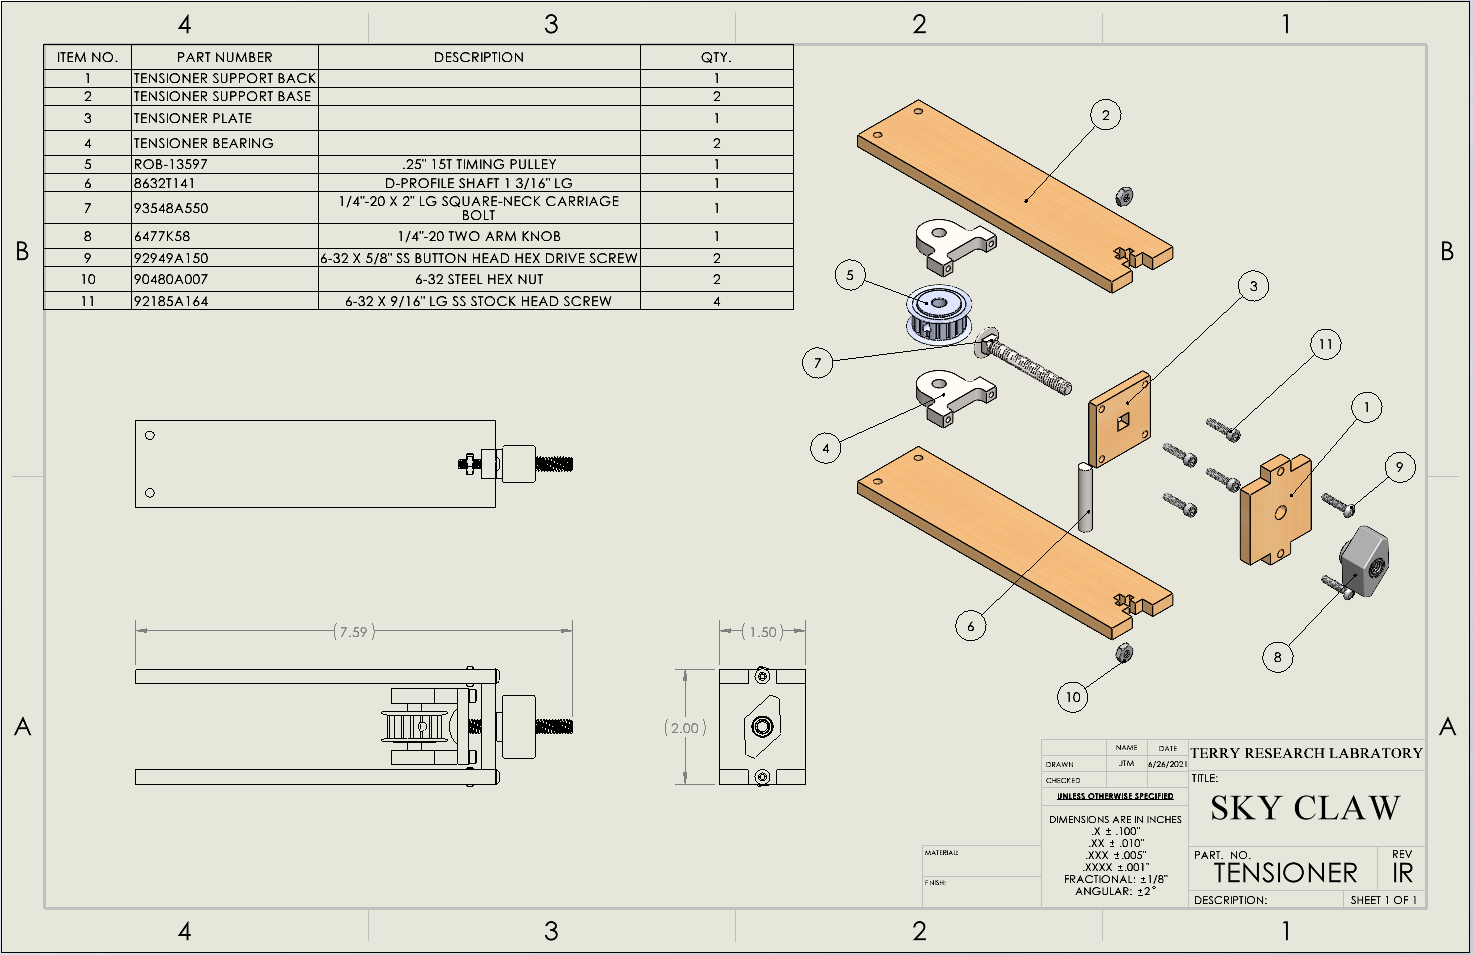 4 3 2 1
ITEM NO. PART NUMBER DESCRIPTION QTY.
1 TENSIONER SUPPORT BACK 1
2 TENSIONER SUPPORT BASE 2
3 TENSIONER PLATE 1
4 TENSIONER BEARING 2
5 ROB-13597 .25" 15T TIMING PULLEY 1
6 8632T141 D-PROFILE SHAFT 1 3/16" LG 1
7 93548A550 1/4"-20 X 2" LG SQUARE-NECK CARRIAGE
BOLT 1
8 6477K58 1/4"-20 TWO ARM KNOB 1
9 92949A150 6-32 X 5/8" SS BUTTON HEAD HEX DRIVE SCREW 2
10 90480A007 6-32 STEEL HEX NUT 2
11 92185A164 6-32 X 9/16" LG SS STOCK HEAD SCREW 4
B
B
2
5
3
7
11
1
4
9
6
8
10
(7.59)
(1.50)
(2.00)
A
A
NAME DATE
DRAWN JTM 6/26/2021
CHECKED
UNLESS OTHERWISE SPECIFIED
DIMENSIONS ARE IN INCHES
.X ± .100"
.XX ± .010"
.XXX ±.005"
.XXXX ±.001"
FRACTIONAL: ±1/8"
ANGULAR: ±2°
MATERIAL:
FINISH:
TERRY RESEARCH LABRATORY
TITLE:
SKY CLAW
PART. NO.
TENSIONER
REV
IR
DESCRIPTION:
SHEET 1 OF 1
4 3 2 1